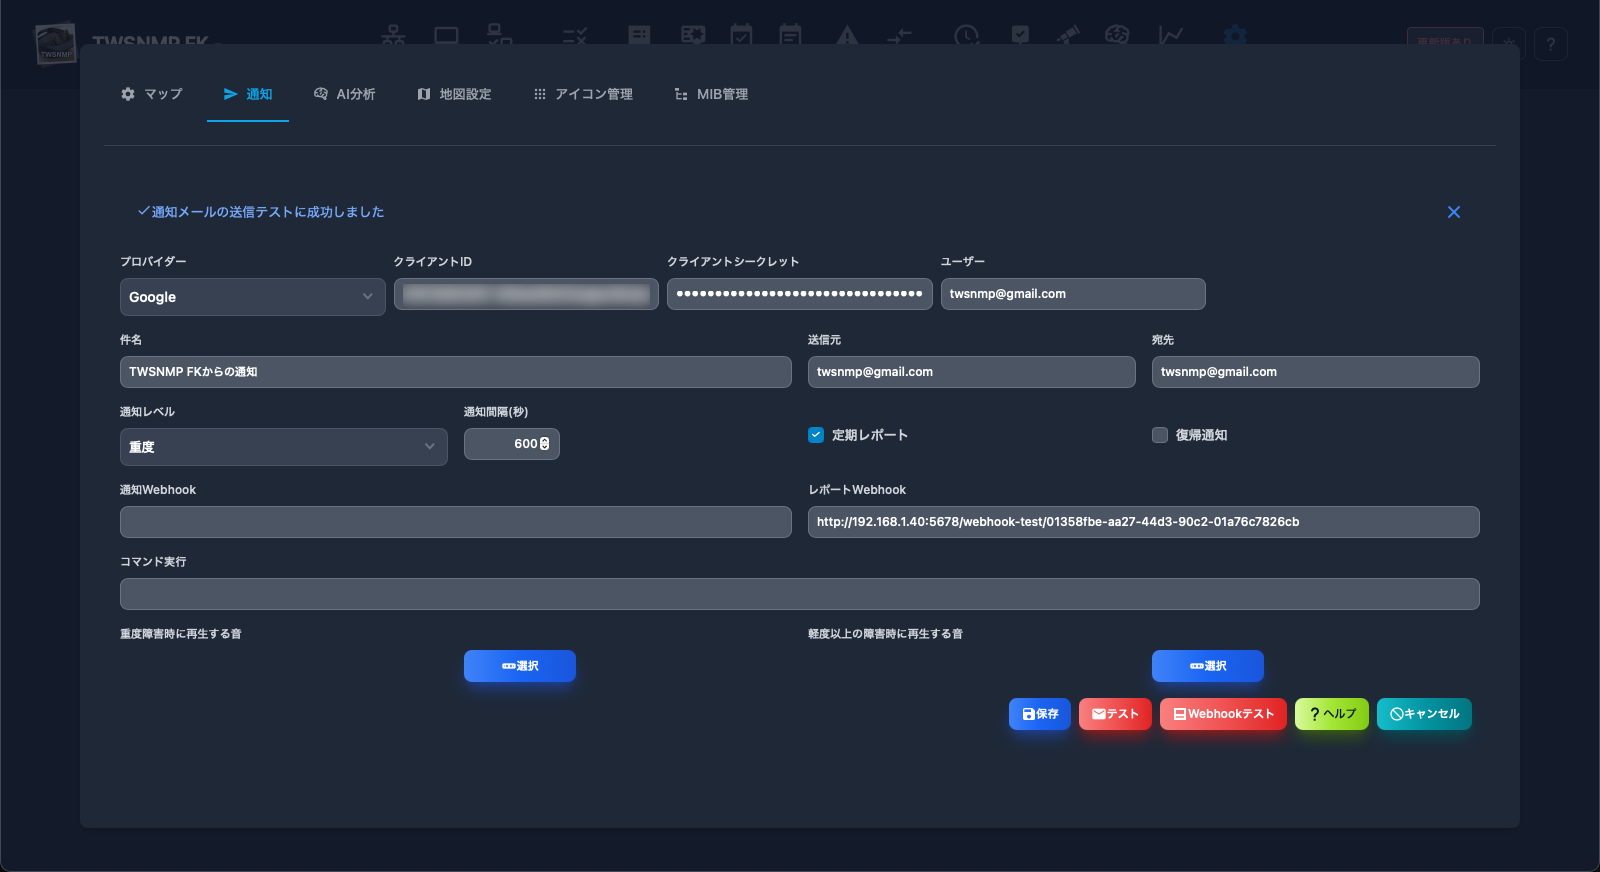 TWSNMP FK
TWSNMP
更新版あり
?
マップ
通知
AI分析
地図設定
アイコン管理
MIB管理
通知メールの送信テストに成功しました
プロバイダー
クライアントID
クライアントシークレット
ユーザー
Google
••••••••••••••••••••••••••••••••
twsnmp@gmail.com
件名
送信元
宛先
TWSNMP FKからの通知
twsnmp@gmail.com
twsnmp@gmail.com
通知レベル
通知間隔(秒)
重度
600
定期レポート
復帰通知
通知Webhook
レポートWebhook
http://192.168.1.40:5678/webhook-test/01358fbe-aa27-44d3-90c2-01a76c7826cb
コマンド実行
重度障害時に再生する音
軽度以上の障害時に再生する音
選択
選択
保存
テスト
Webhookテスト
?ヘルプ
キャンセル